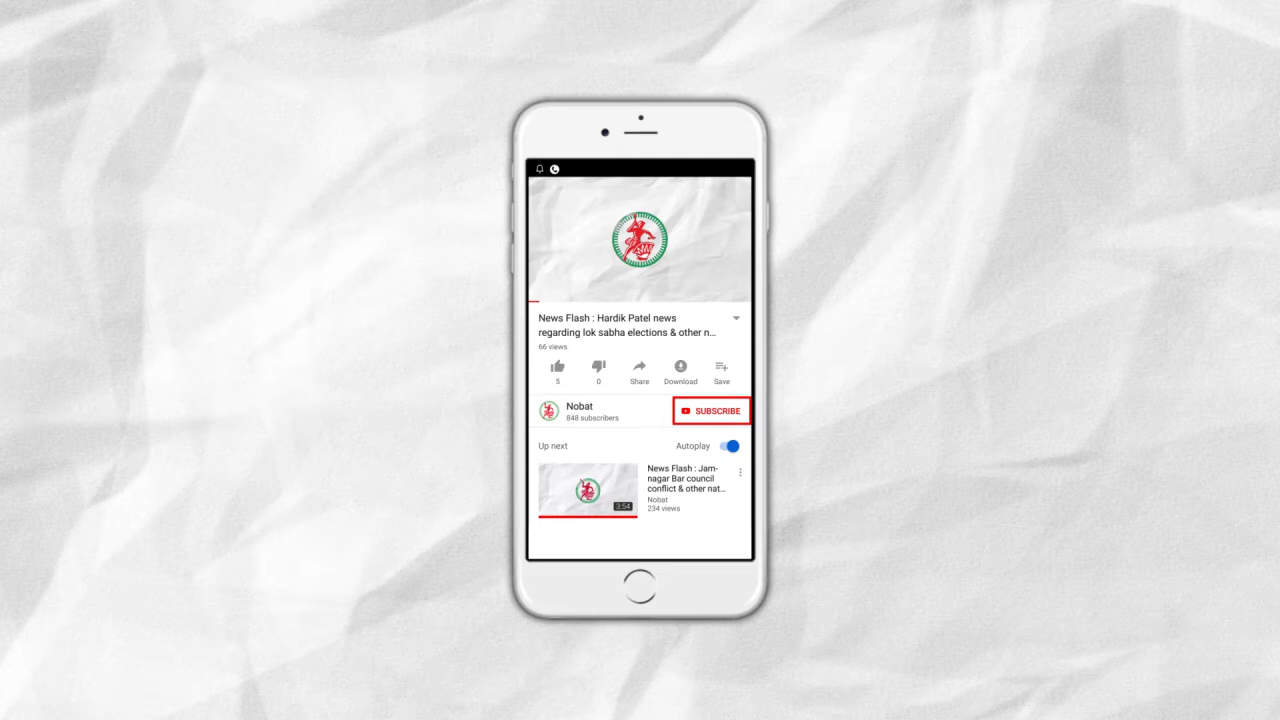 News Flash : Hardik Patel news
regarding lok sabha elections & other n...
66 views
5
0
Share
Download
Save
Nobat
848 subscribers
SUBSCRIBE
Up next
Autoplay
News Flash : Jam-
nagar Bar council
conflict & other nat...
Nobat
234 views
3:54